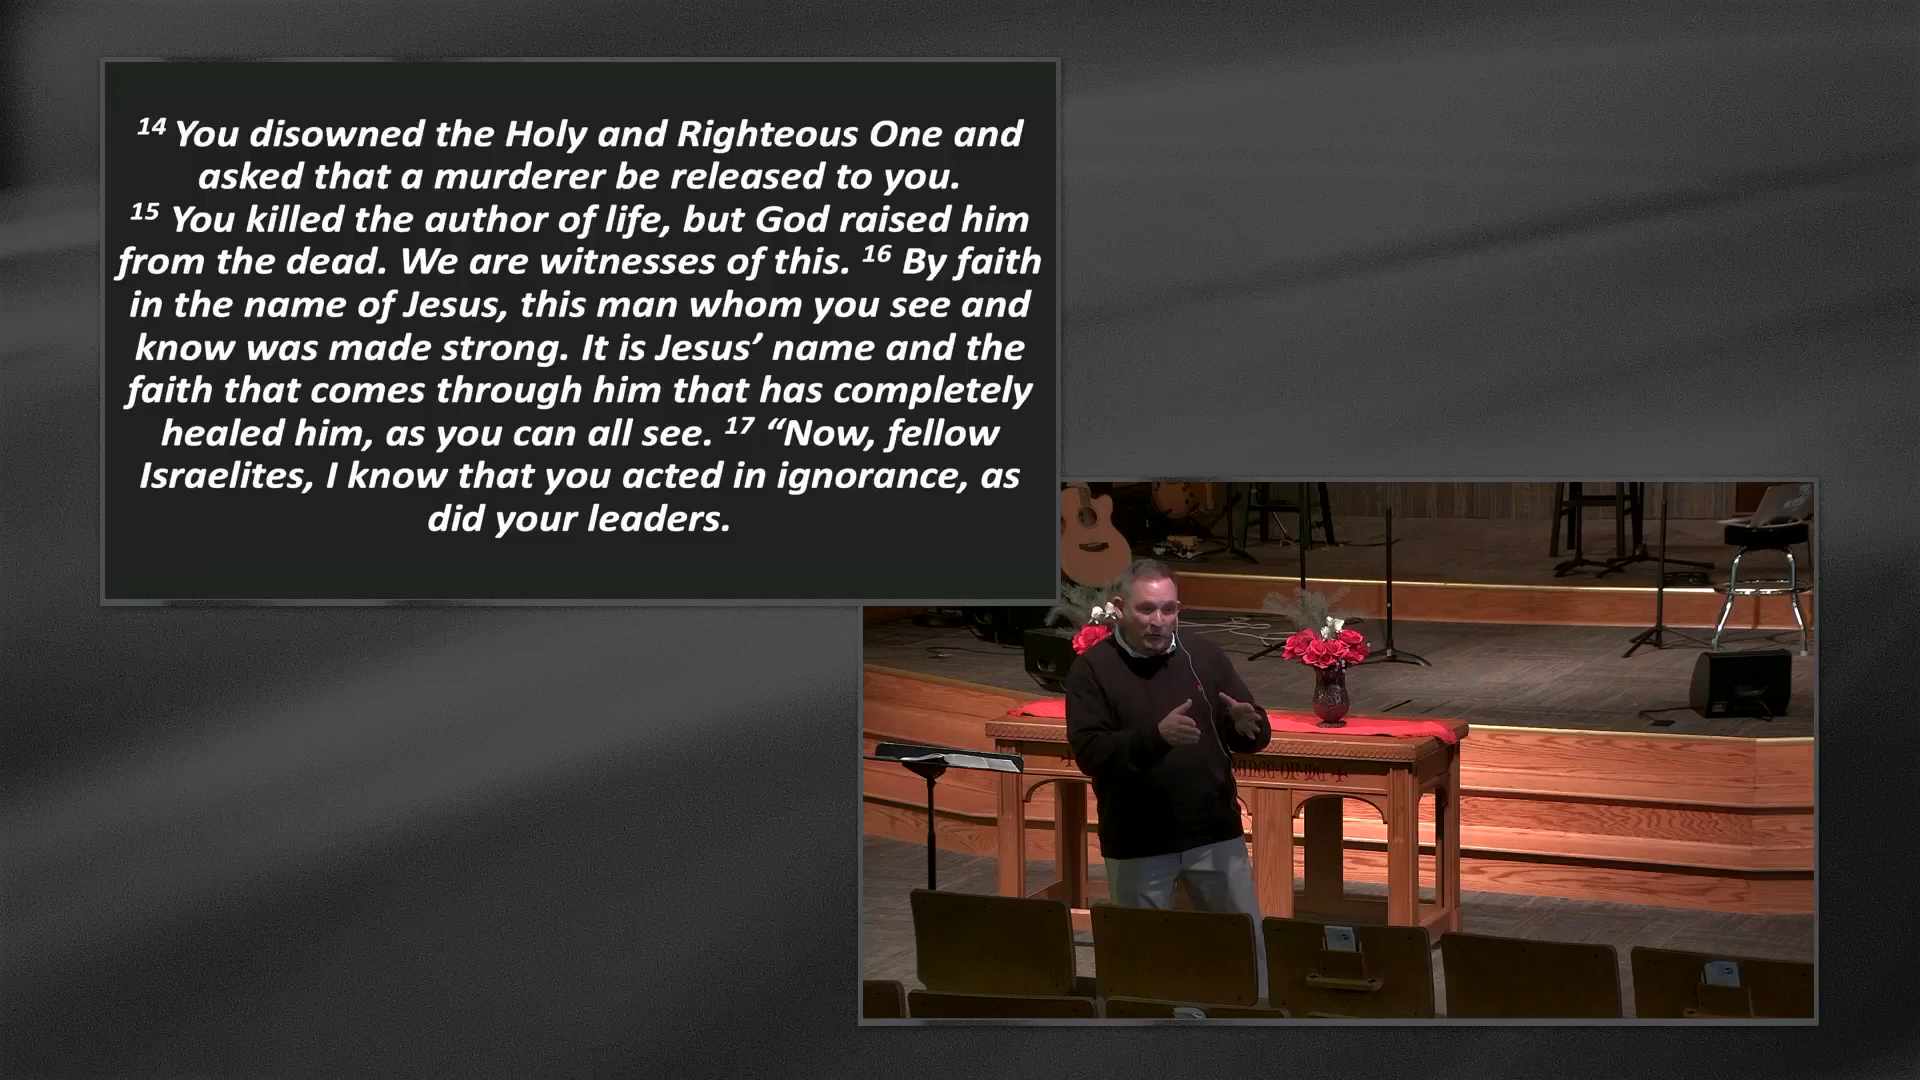 14 You disowned the Holy and Righteous One and
asked that a murderer be released to you.
15 You killed the author of life, but God raised him
from the dead. We are witnesses of this. 16 By faith
in the name of Jesus, this man whom you see and
know was made strong. It is Jesus’ name and the
faith that comes through him that has completely
healed him, as you can all see. 17 “Now, fellow
Israelites, I know that you acted in ignorance, as
did your leaders.
OF ME